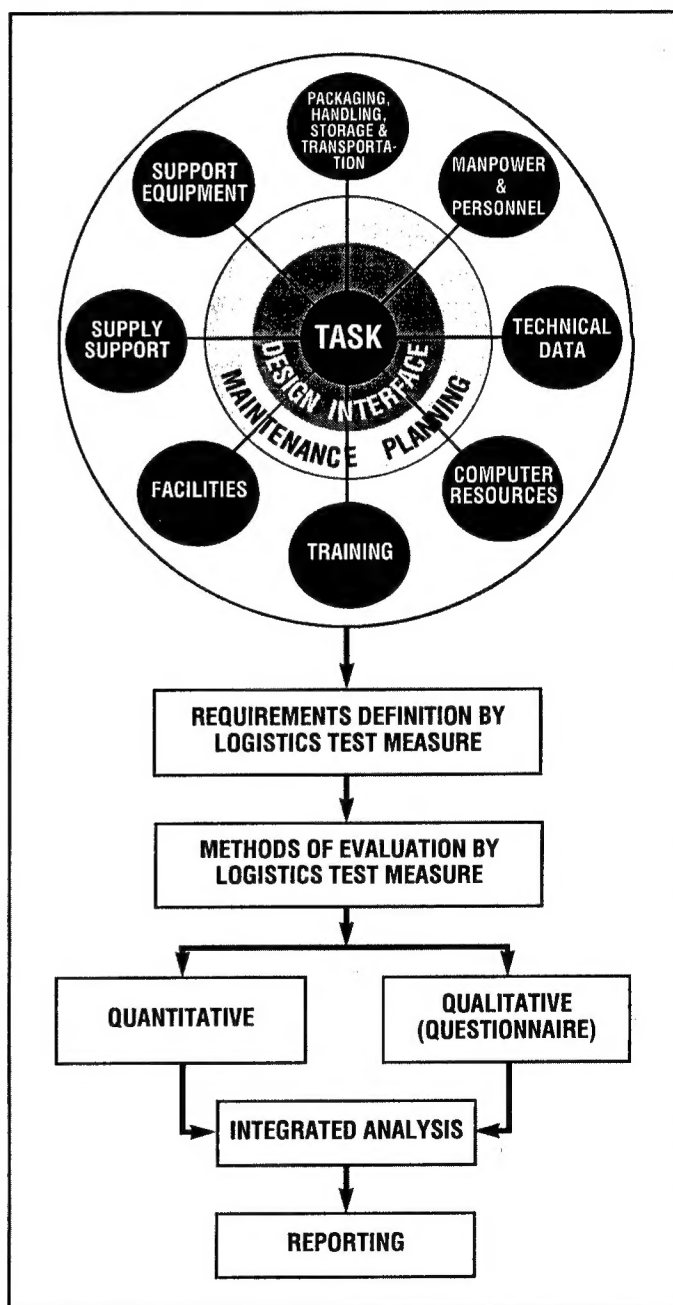 PACKAGING,
HANDLING,
STORAGE &
TRANSPORTA-
TION
SUPPORT
EQUIPMENT
MANPOWER
&
PERSONNEL
SUPPLY
SUPPORT
TASK
TECHNICAL
DATA
DESIGN INTERFACE
MAINTENANCE PLANNING
FACILITIES
COMPUTER
RESOURCES
TRAINING
REQUIREMENTS DEFINITION BY
LOGISTICS TEST MEASURE
METHODS OF EVALUATION BY
LOGISTICS TEST MEASURE
QUANTITATIVE
QUALITATIVE
(QUESTIONNAIRE)
INTEGRATED ANALYSIS
REPORTING